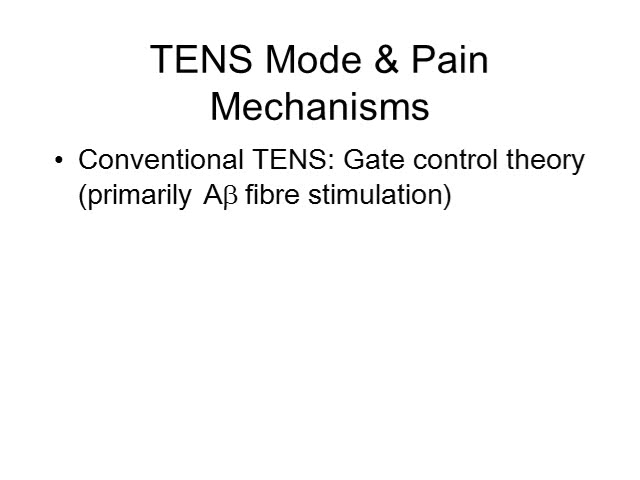 TENS Mode & Pain
Mechanisms
• Conventional TENS: Gate control theory
(primarily Aβ fibre stimulation)